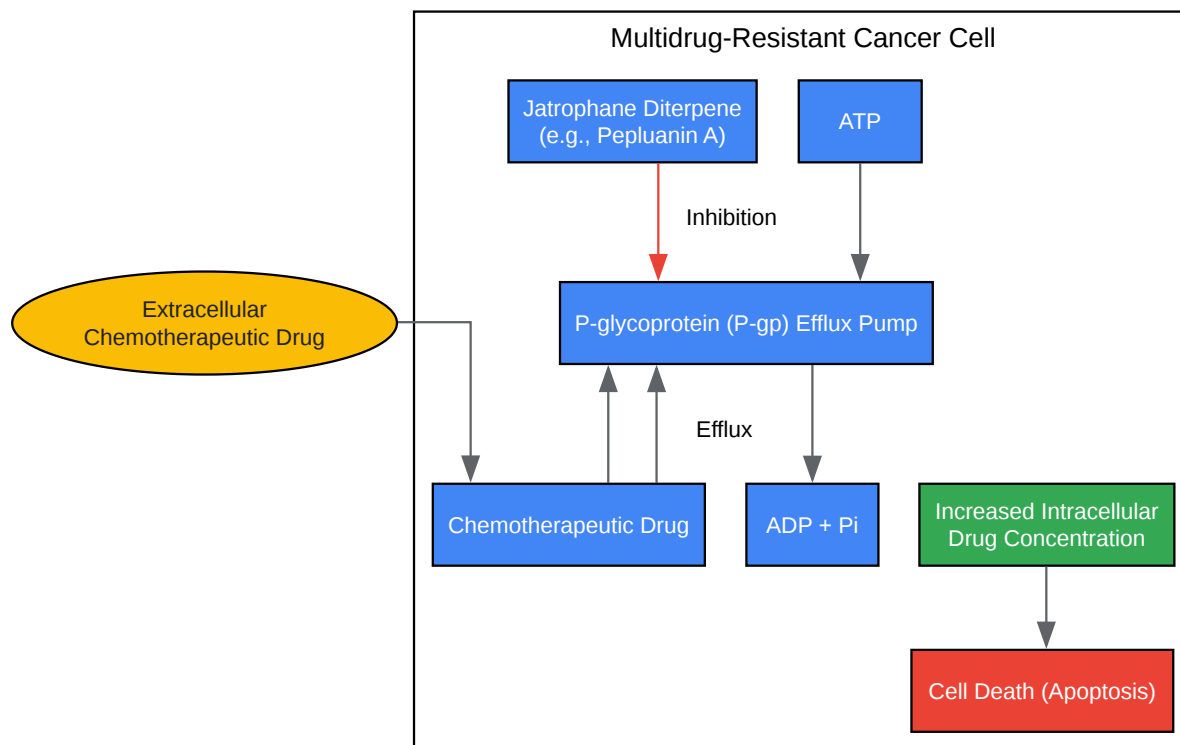 Multidrug-Resistant Cancer Cell
Jatrophane Diterpene
(e.g., Pepluanin A)
ATP
Inhibition
Extracellular
Chemotherapeutic Drug
P-glycoprotein (P-gp) Efflux Pump
Efflux
Chemotherapeutic Drug
ADP + Pi
Increased Intracellular
Drug Concentration
Cell Death (Apoptosis)